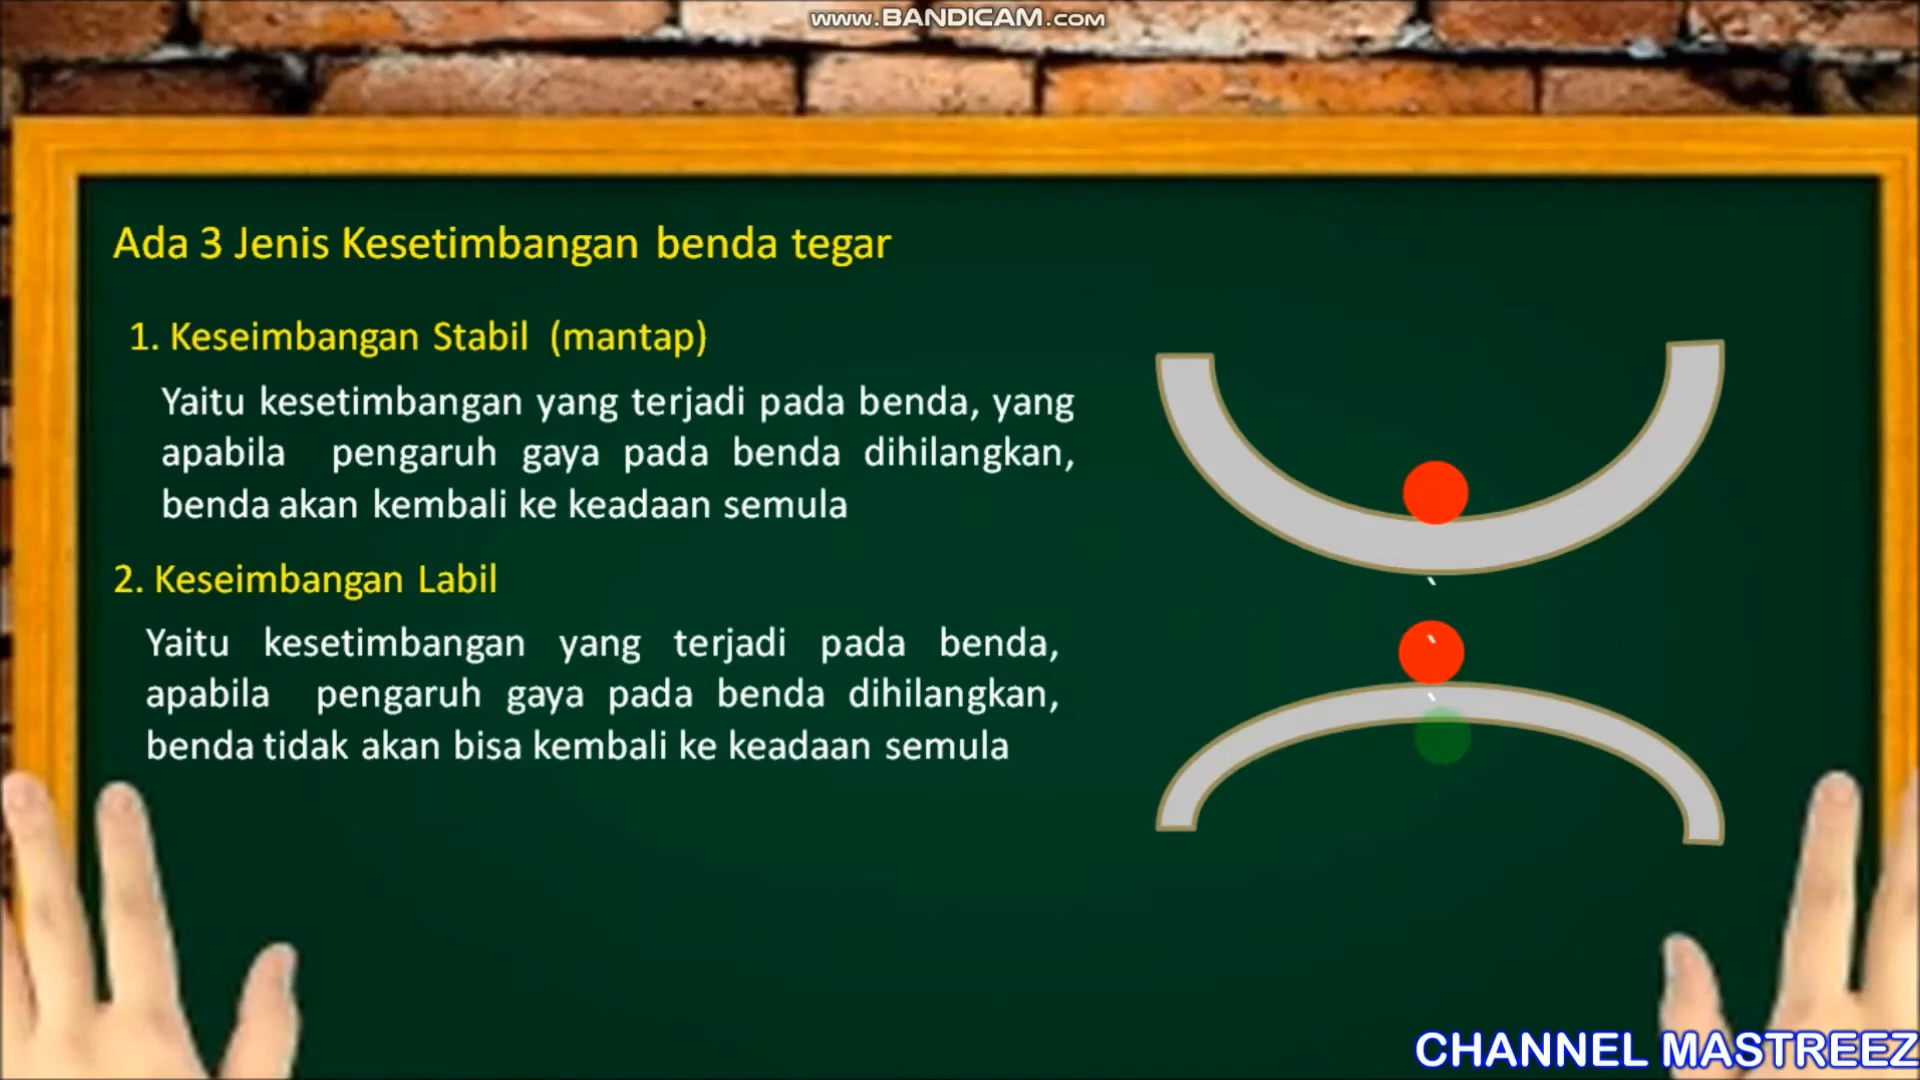 www.BANDICAM.com
Ada 3 Jenis Kesetimbangan benda tegar
1. Keseimbangan Stabil (mantap)
Yaitu kesetimbangan yang terjadi pada benda, yang
apabila pengaruh gaya pada benda dihilangkan,
benda akan kembali ke keadaan semula
2. Keseimbangan Labil
Yaitu kesetimbangan yang terjadi pada benda,
apabila pengaruh gaya pada benda dihilangkan,
benda tidak akan bisa kembali ke keadaan semula
CHANNEL MASTREEZ